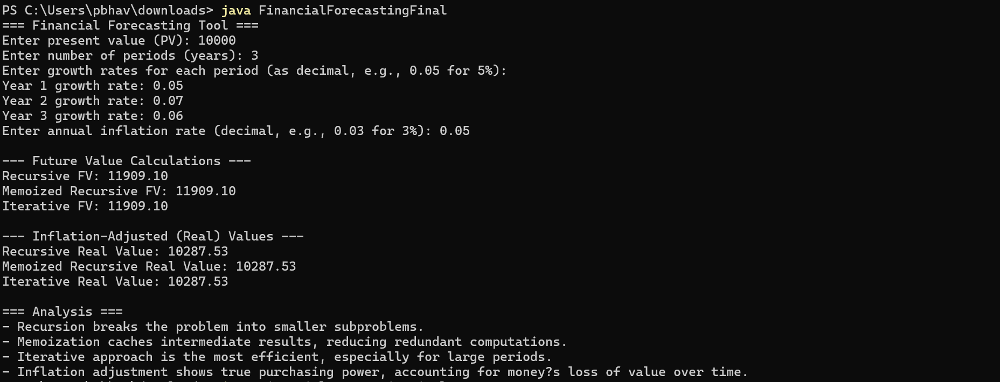 PS C:\Users\pbhav\downloads> java FinancialForecastingFinal
=== Financial Forecasting Tool ===
Enter present value (PV): 10000
Enter number of periods (years): 3
Enter growth rates for each period (as decimal, e.g., 0.05 for 5%):
Year 1 growth rate: 0.05
Year 2 growth rate: 0.07
Year 3 growth rate: 0.06
Enter annual inflation rate (decimal, e.g., 0.03 for 3%): 0.05
--- Future Value Calculations ---
Recursive FV: 11909.10
Memoized Recursive FV: 11909.10
Iterative FV: 11909.10
--- Inflation-Adjusted (Real) Values ---
Recursive Real Value: 10287.53
Memoized Recursive Real Value: 10287.53
Iterative Real Value: 10287.53
=== Analysis ===
- Recursion breaks the problem into smaller subproblems.
- Memoization caches intermediate results, reducing redundant computations.
- Iterative approach is the most efficient, especially for large periods.
- Inflation adjustment shows true purchasing power, accounting for money?s loss of value over time.